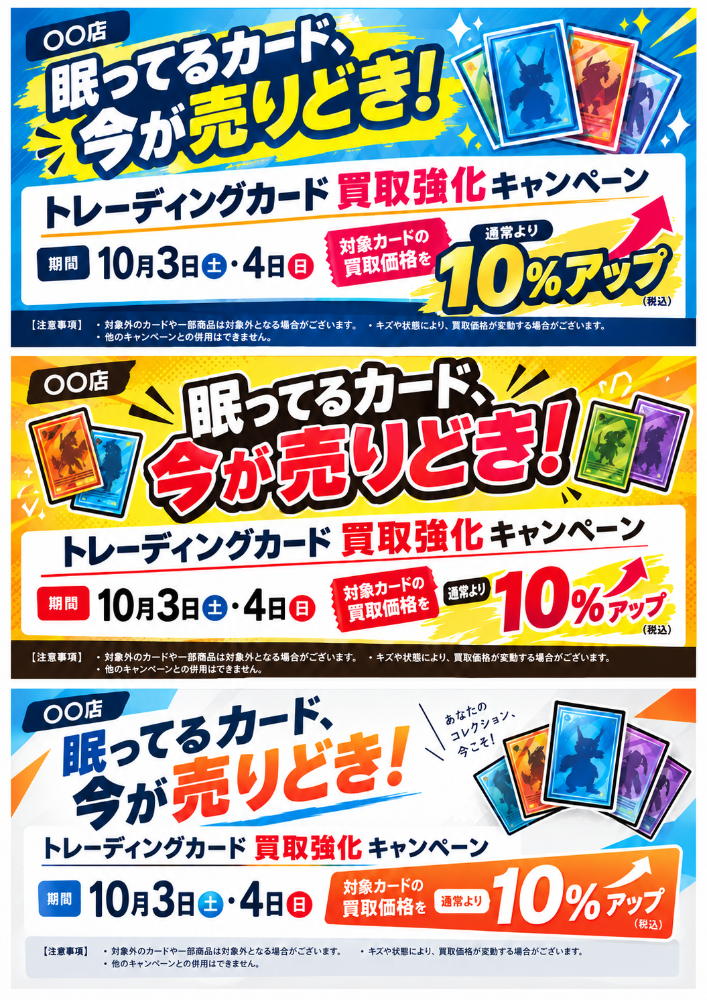 〇〇店
眠ってるカード、
今が売りどき!
トレーディングカード 買取強化 キャンペーン
期間 10月3日土・4日日
対象カードの
買取価格を
通常より
10%アップ
(税込)
【注意事項】 ・対象外のカードや一部商品は対象外となる場合がございます。 ・キズや状態により、買取価格が変動する場合がございます。
・他のキャンペーンとの併用はできません。
〇〇店
眠ってるカード、
今が売りどき!
トレーディングカード 買取強化 キャンペーン
期間 10月3日土・4日日
対象カードの
買取価格を
通常より
10%アップ
(税込)
【注意事項】 ・対象外のカードや一部商品は対象外となる場合がございます。 ・キズや状態により、買取価格が変動する場合がございます。
・他のキャンペーンとの併用はできません。
〇〇店
眠ってるカード、
今が売りどき!
あなたの
コレクション、
今こそ!
トレーディングカード 買取強化 キャンペーン
期間 10月3日土・4日日
対象カードの
買取価格を
通常より
10%アップ
(税込)
【注意事項】 ・対象外のカードや一部商品は対象外となる場合がございます。 ・キズや状態により、買取価格が変動する場合がございます。
・他のキャンペーンとの併用はできません。